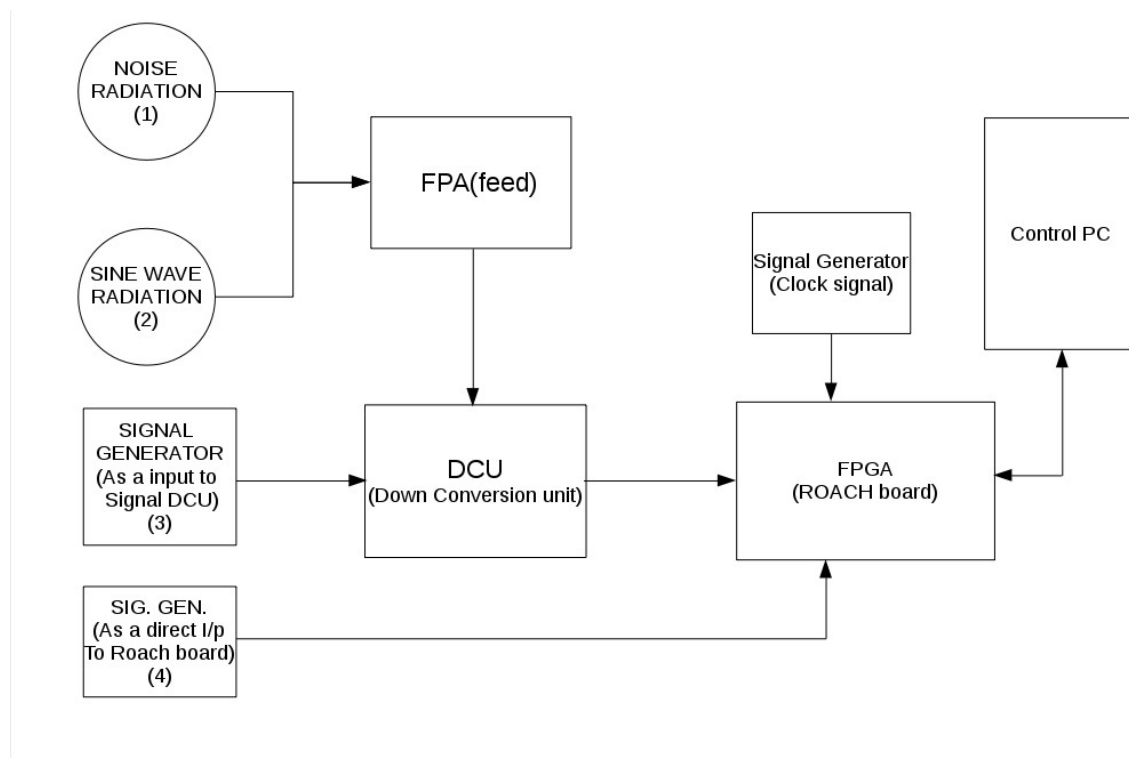 NOISE
RADIATION
(1)
FPA(feed)
SINE WAVE
RADIATION
(2)
Signal Generator
(Clock signal)
Control PC
SIGNAL
GENERATOR
(As a input to
Signal DCU)
(3)
DCU
(Down Conversion unit)
FPGA
(ROACH board)
SIG. GEN.
(As a direct I/p
To Roach board)
(4)